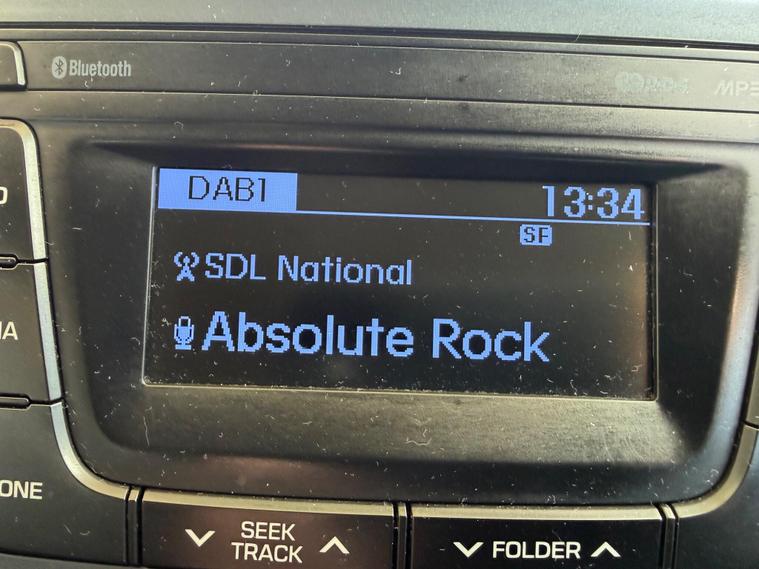 Bluetooth
DAB1
13:34
SF
SDL National
Absolute Rock
SEEK
TRACK
FOLDER